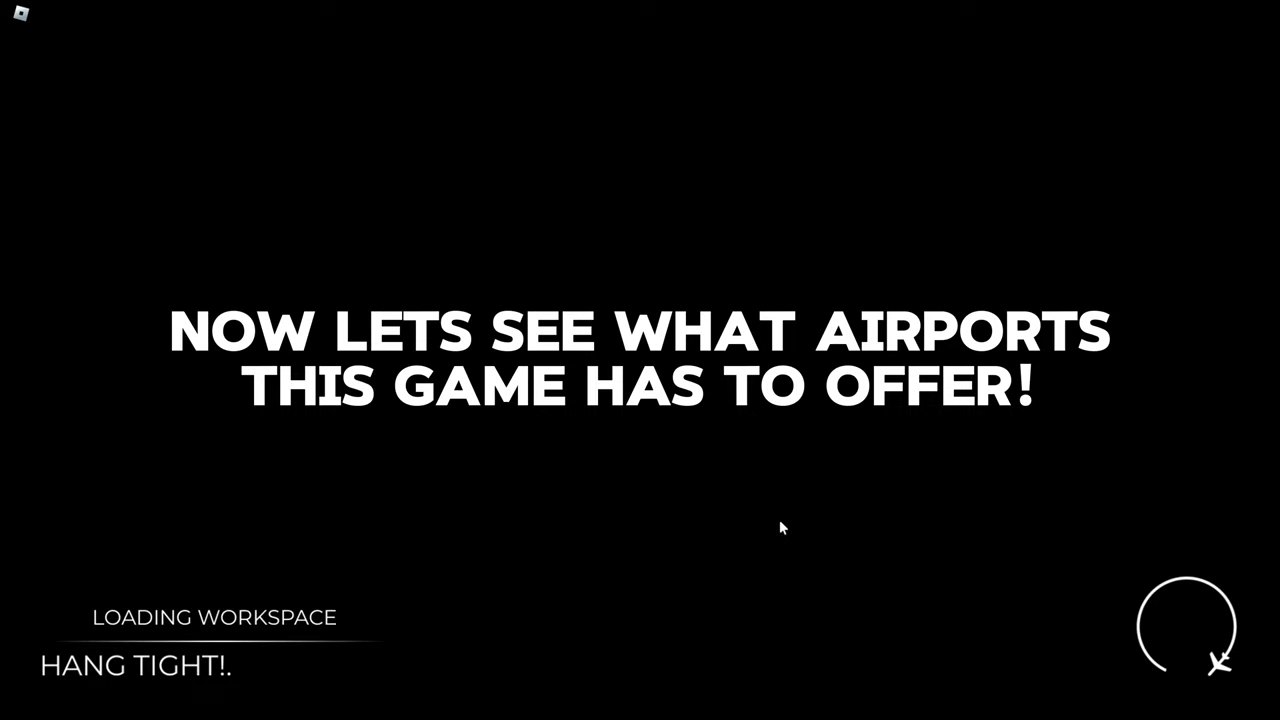 NOW LETS SEE WHAT AIRPORTS
THIS GAME HAS TO OFFER!
LOADING WORKSPACE
HANG TIGHT!.